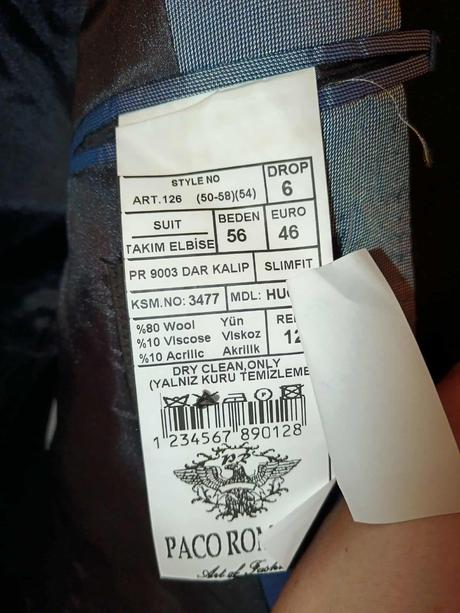 STYLE NO
ART.126 (50-58)(54)
DROP
6
SUIT
TAKIM ELBİSE
BEDEN
56
EURO
46
PR 9003 DAR KALIP
SLIMFIT
KSM.NO: 3477
MDL:
%80 Wool Yün
%10 Viscose Viskoz
%10 Acrilic Akrilik
DRY CLEAN,ONLY
(YALNIZ KURU TEMİZLEME
P
1 234567 890128
PACO
Art of